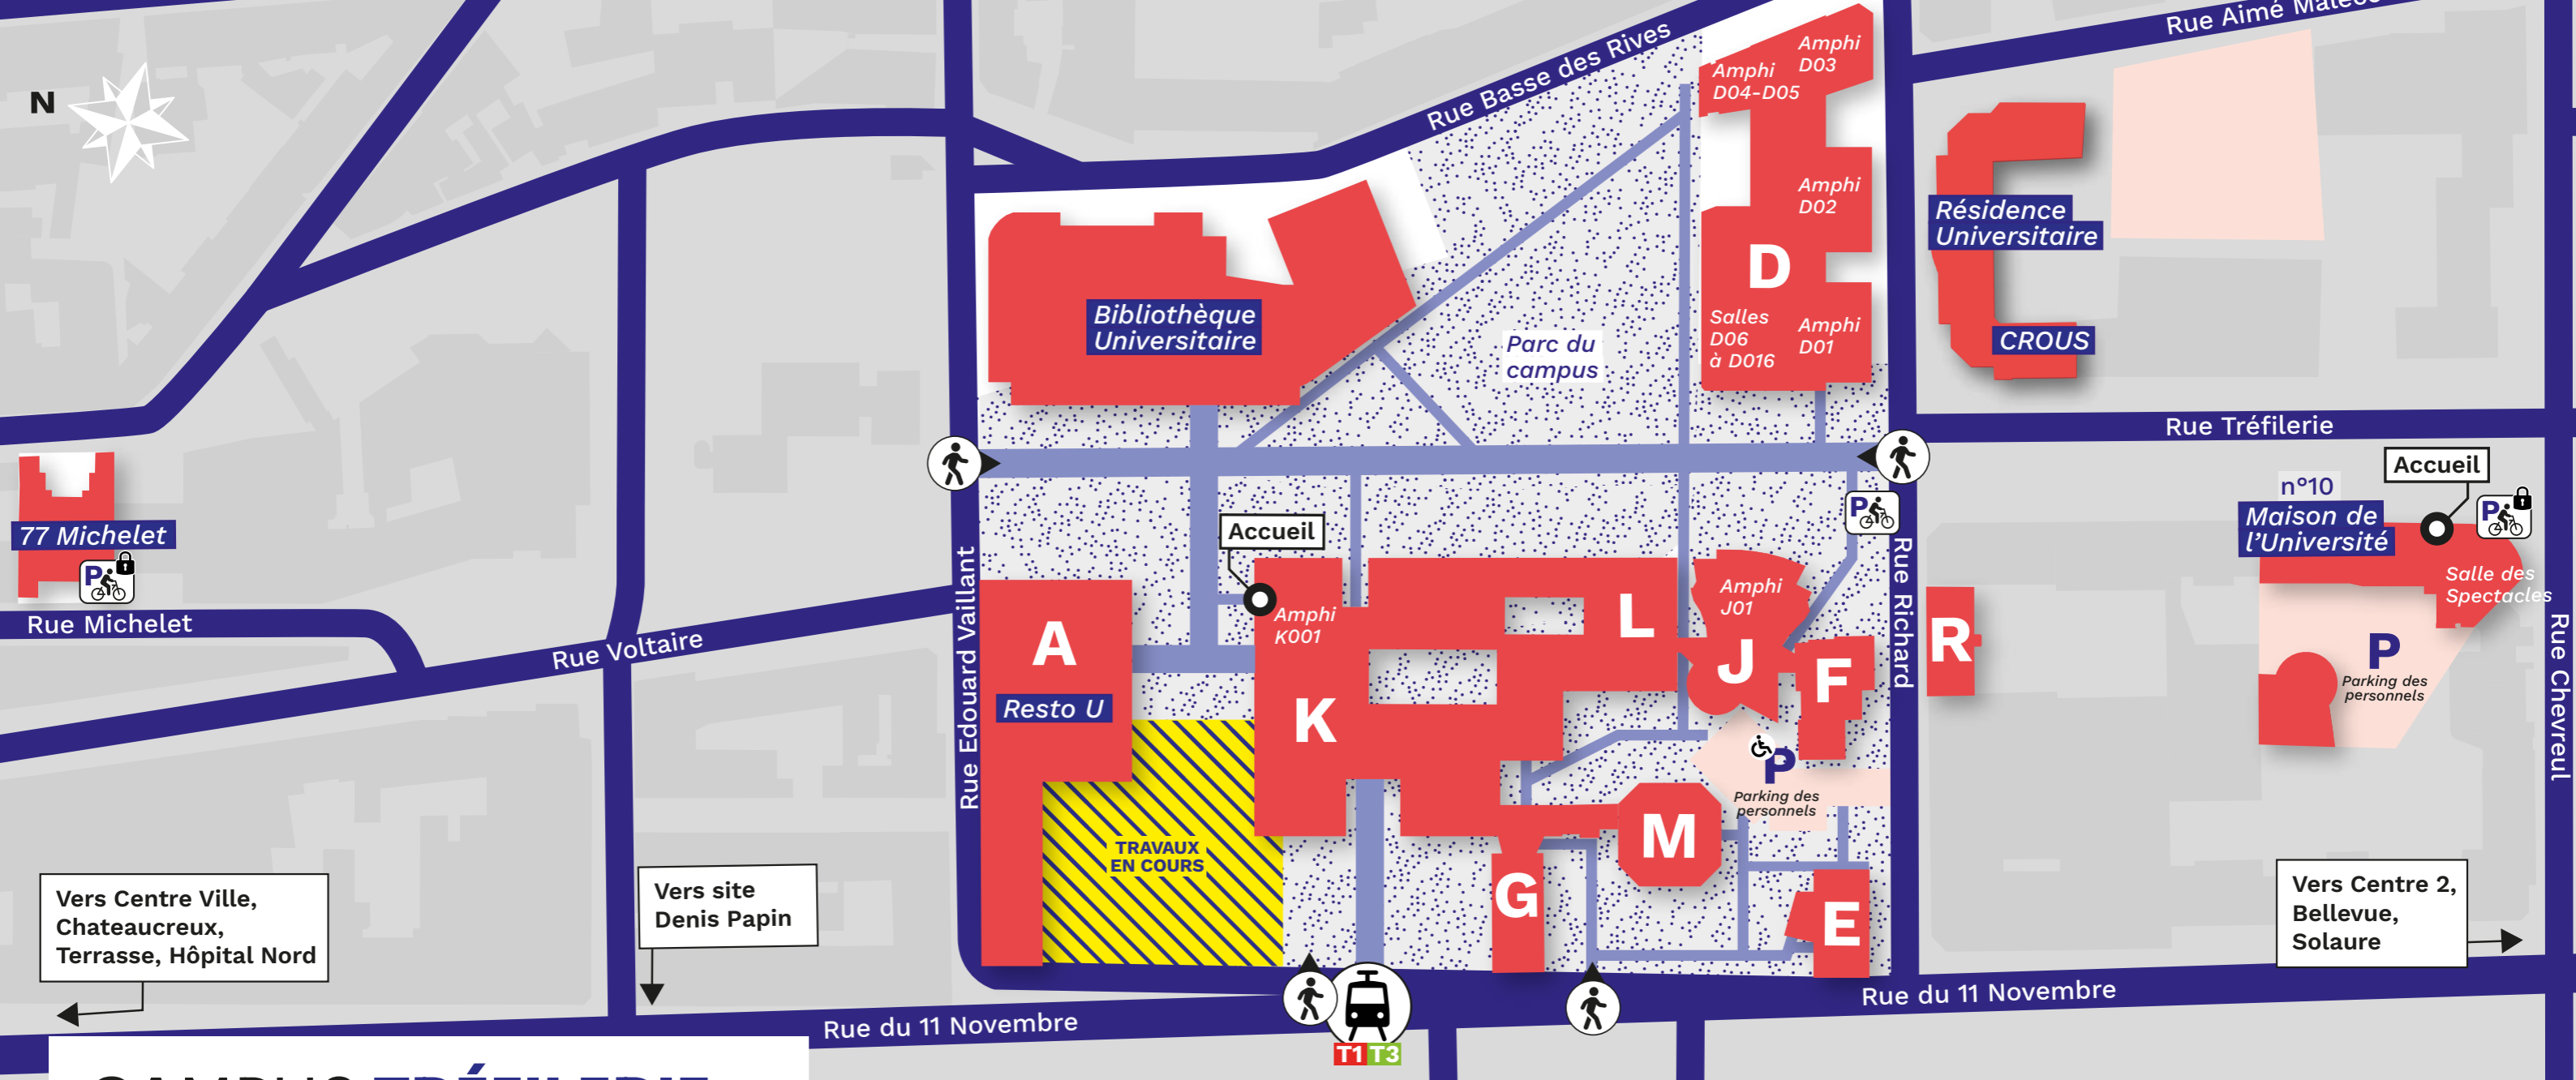 N
Rue Aimé
Rue Basse des Rives
Amphi
D03
Amphi
D04-D05
Amphi
D02
D
Salles
D06
à D016
Amphi
D01
Résidence
Universitaire
CROUS
Bibliothèque
Universitaire
Parc du
campus
Rue Tréfilerie
Accueil
n°10
Maison de
l'Université
P
Salle des
Spectacles
P
Parking des
personnels
Rue Chevreul
77 Michelet
P
Rue Michelet
Rue Voltaire
Rue Edouard Vaillant
Accueil
Amphi
K001
A
Resto U
K
L
Amphi
J01
J
F
P
Rue Richard
R
P
Parking des
personnels
M
G
E
TRAVAUX
EN COURS
Vers Centre Ville,
Chateaucreux,
Terrasse, Hôpital Nord
Vers site
Denis Papin
Vers Centre 2,
Bellevue,
Solaure
Rue du 11 Novembre
Rue du 11 Novembre
T1 T3
CAMPUS TRÉFILERIE